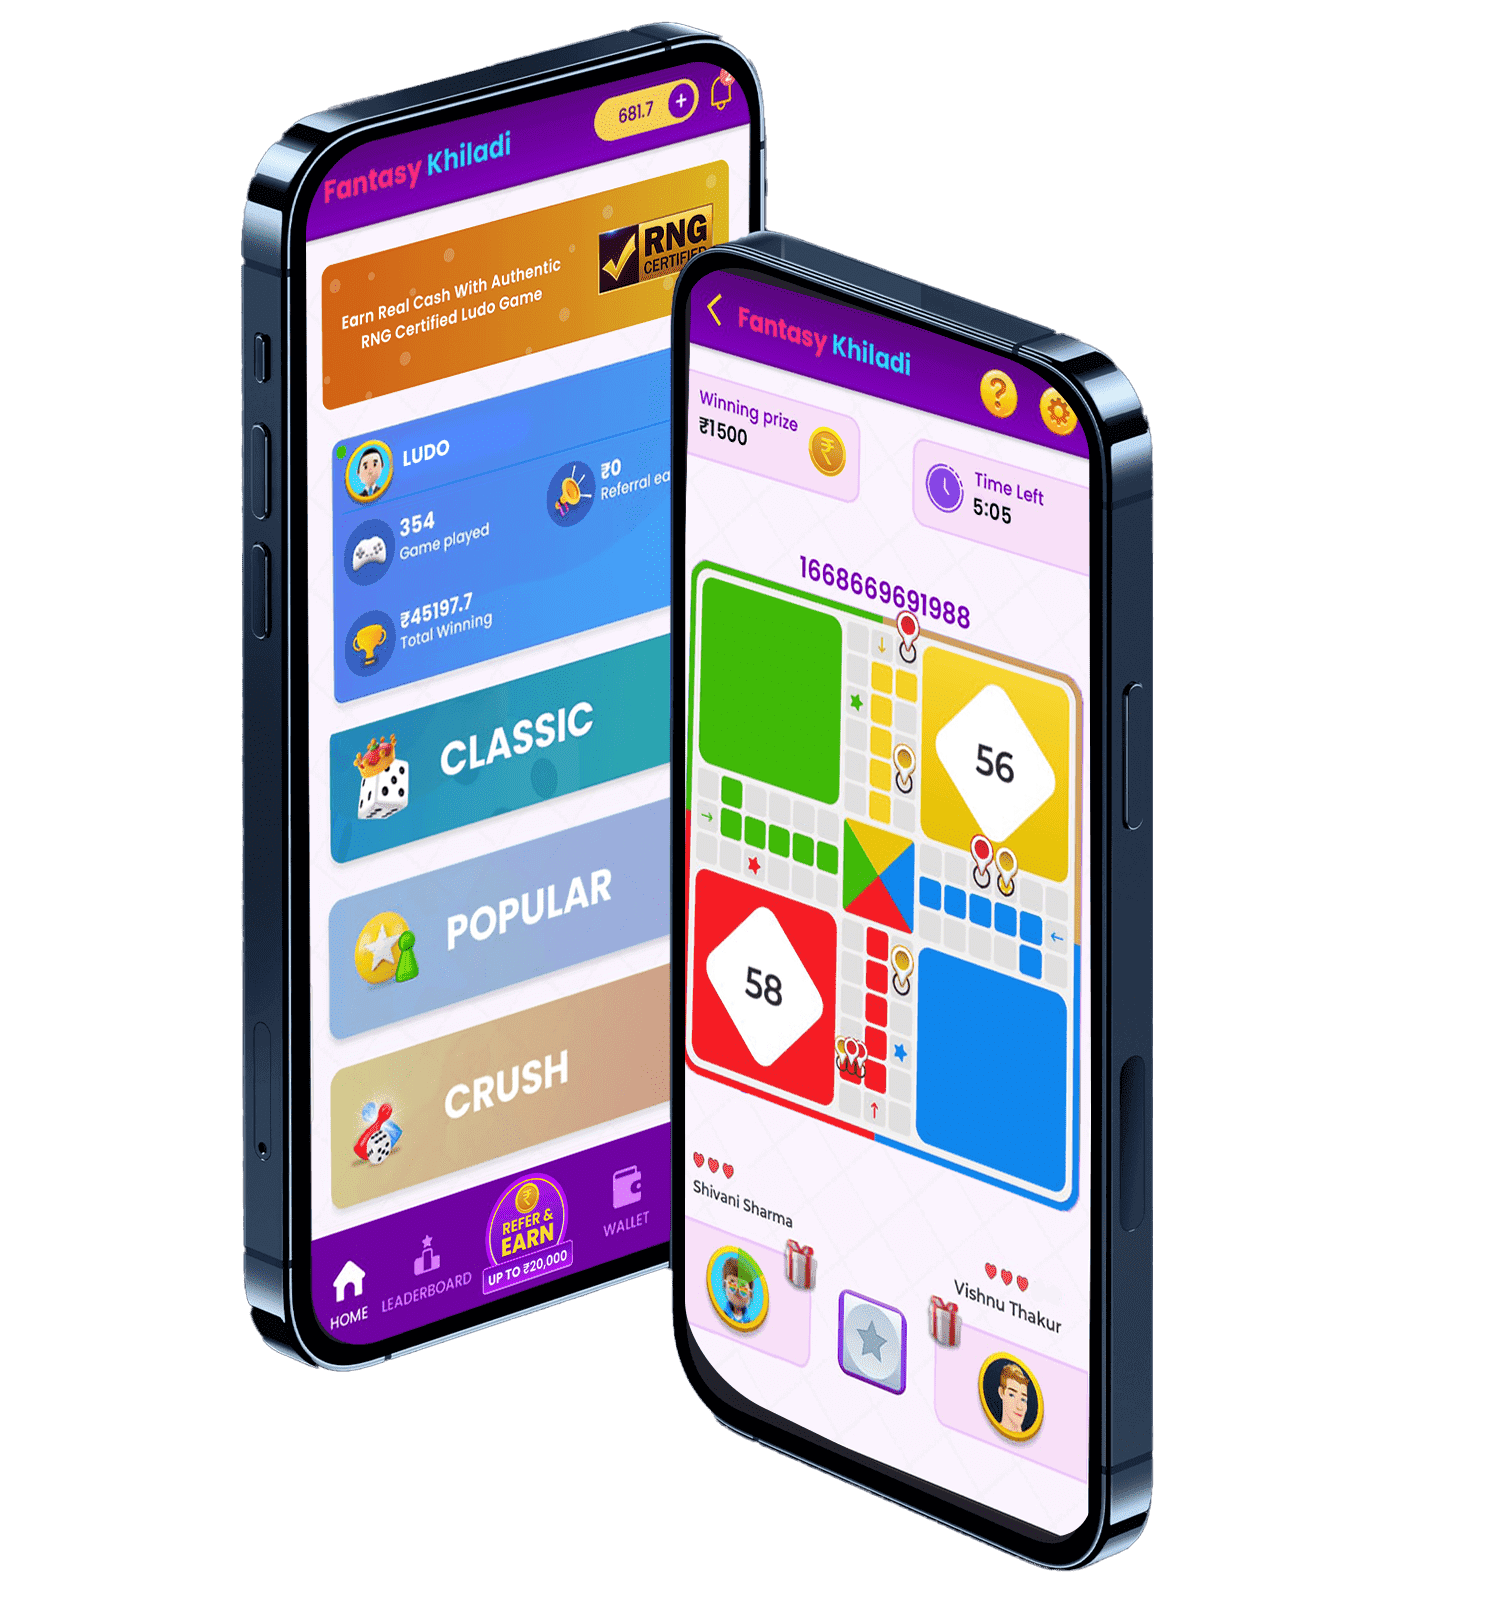 Fantasy Khiladi
681.7
Earn Real Cash With Authentic
RNG Certified Ludo Game
RNG
CERTIFIED
LUDO
354
Game played
₹0
Referral ea
₹45197.7
Total Winning
CLASSIC
POPULAR
CRUSH
HOME
LEADERBOARD
REFER &
EARN
UP TO ₹20,000
WALLET
Fantasy Khiladi
?
Winning prize
₹1500
Time Left
5:05
1668669691988
56
58
Shivani Sharma
Vishnu Thakur